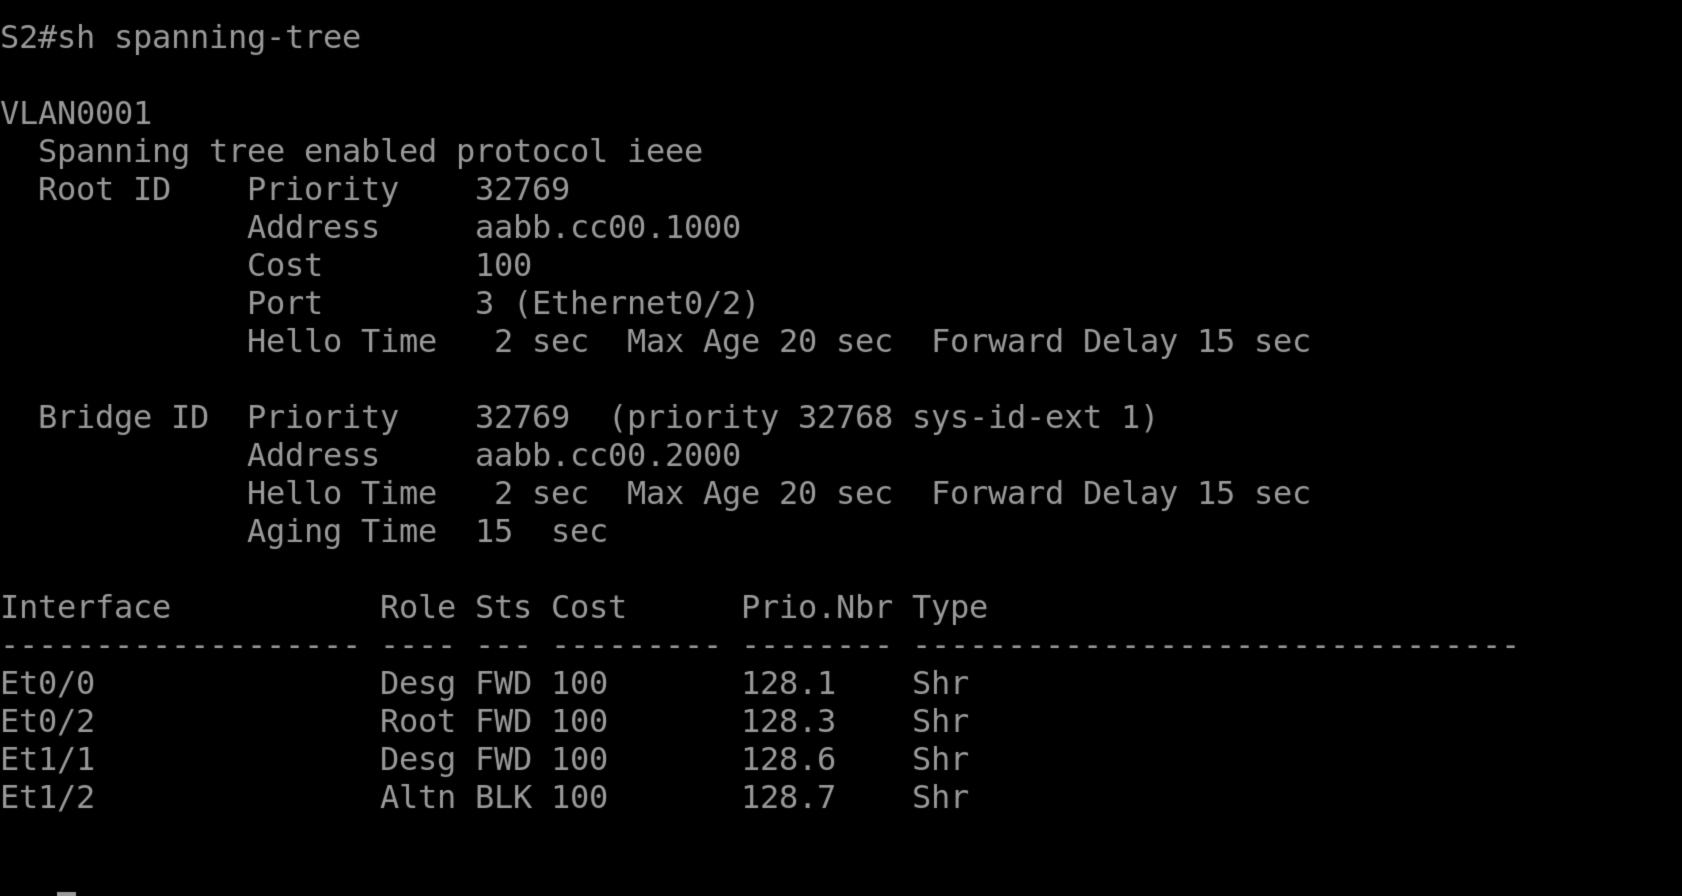 S2#sh spanning-tree

VLAN0001
  Spanning tree enabled protocol ieee
  Root ID    Priority    32769
             Address     aabb.cc00.1000
             Cost        100
             Port        3 (Ethernet0/2)
             Hello Time   2 sec  Max Age 20 sec  Forward Delay 15 sec

  Bridge ID  Priority    32769  (priority 32768 sys-id-ext 1)
             Address     aabb.cc00.2000
             Hello Time   2 sec  Max Age 20 sec  Forward Delay 15 sec
             Aging Time  15  sec

Interface           Role Sts Cost      Prio.Nbr Type
------------------- ---- --- --------- -------- --------------------------------
Et0/0               Desg FWD 100       128.1    Shr
Et0/2               Root FWD 100       128.3    Shr
Et1/1               Desg FWD 100       128.6    Shr
Et1/2               Altn BLK 100       128.7    Shr